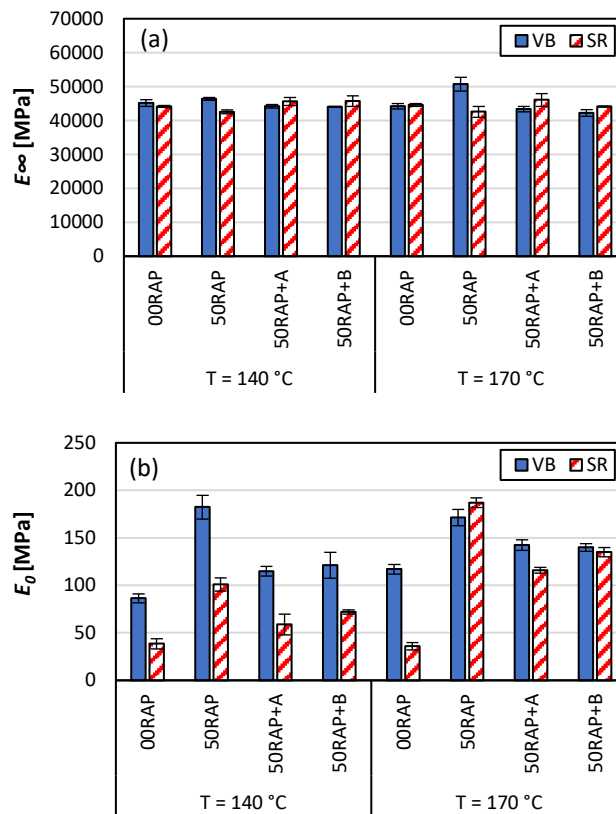 70000
(a)
VB
SR
60000
50000
40000
30000
20000
10000
0
E∞ [MPa]
00RAP
50RAP
50RAP+A
50RAP+B
00RAP
50RAP
50RAP+A
50RAP+B
T = 140 °C
T = 170 °C
250
(b)
VB
SR
200
150
100
50
0
E0 [MPa]
00RAP
50RAP
50RAP+A
50RAP+B
00RAP
50RAP
50RAP+A
50RAP+B
T = 140 °C
T = 170 °C